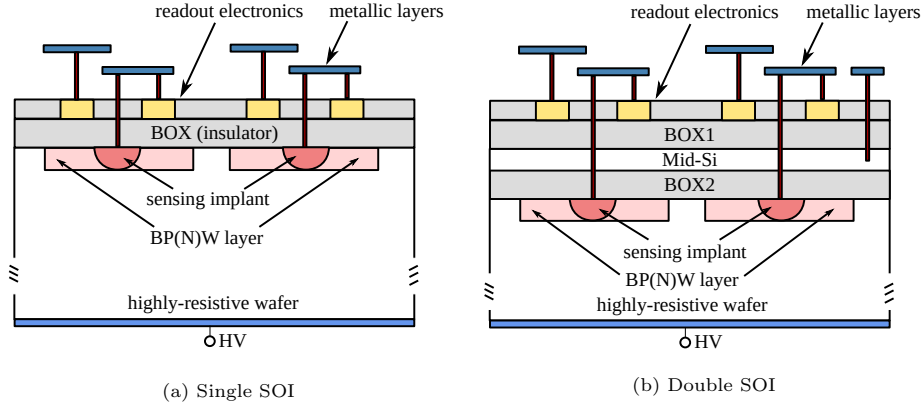 readout electronics
metallic layers
BOX (insulator)
sensing implant
BP(N)W layer
highly-resistive wafer
HV
(a) Single SOI
readout electronics
metallic layers
BOX1
Mid-Si
BOX2
sensing implant
BP(N)W layer
highly-resistive wafer
HV
(b) Double SOI